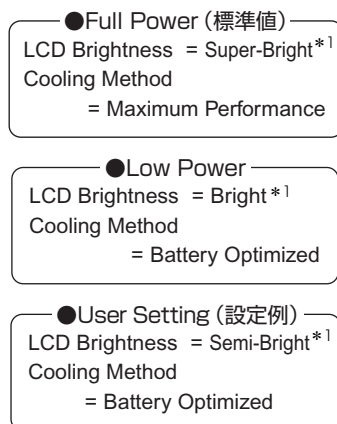 ●Full Power（標準値）
LCD Brightness = Super-Bright*1
Cooling Method
= Maximum Performance
●Low Power
LCD Brightness = Bright*1
Cooling Method
= Battery Optimized
●User Setting（設定例）
LCD Brightness = Semi-Bright*1
Cooling Method
= Battery Optimized